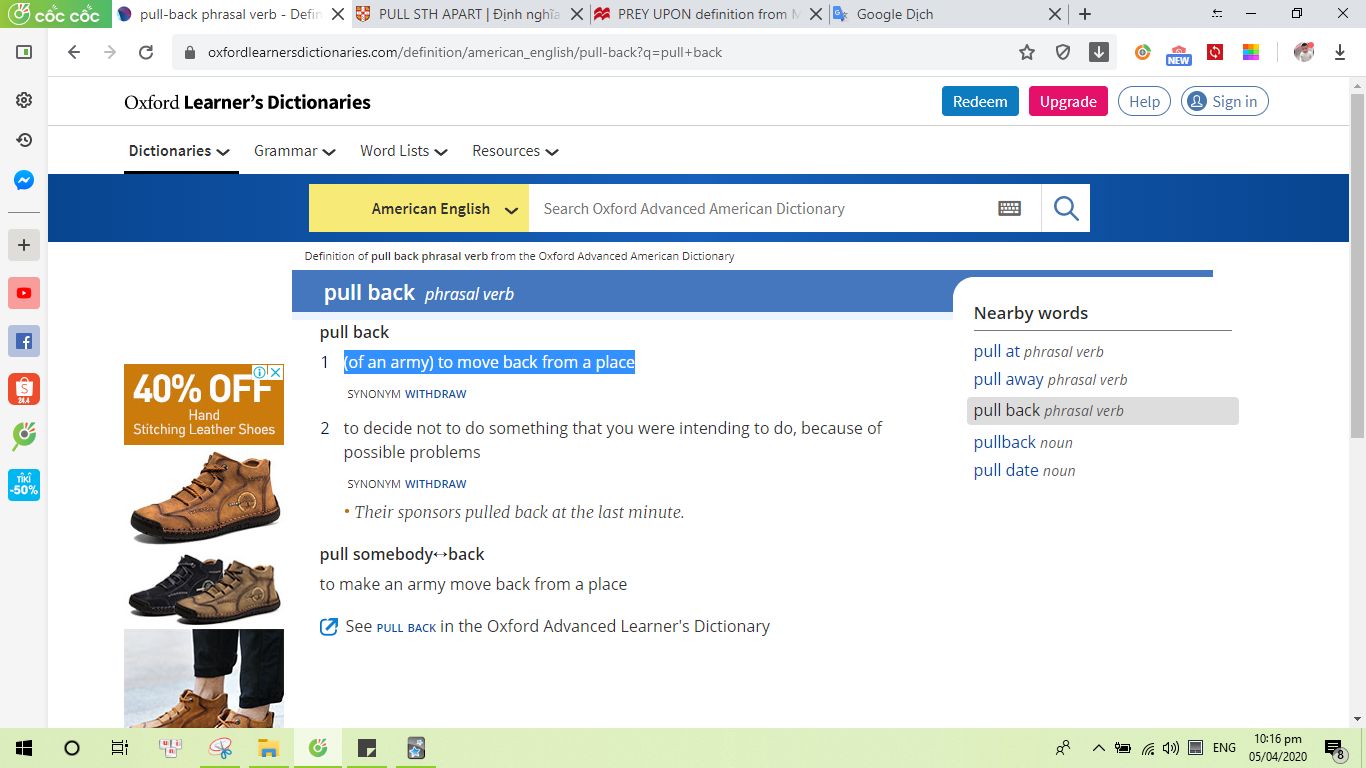 cốc cốc
pull-back phrasal verb - Defin
PULL STH APART | Định nghĩa
PREY UPON definition from M
Google Dịch
oxfordlearnersdictionaries.com/definition/american_english/pull-back?q=pull+back
NEW
Oxford Learner's Dictionaries
Redeem
Upgrade
Help
Sign in
Dictionaries
Grammar
Word Lists
Resources
American English
Search Oxford Advanced American Dictionary
Definition of pull back phrasal verb from the Oxford Advanced American Dictionary
pull back phrasal verb
pull back
1 (of an army) to move back from a place
SYNONYM WITHDRAW
2 to decide not to do something that you were intending to do, because of
possible problems
SYNONYM WITHDRAW
• Their sponsors pulled back at the last minute.
pull somebody↔back
to make an army move back from a place
See PULL BACK in the Oxford Advanced Learner's Dictionary
Nearby words
pull at phrasal verb
pull away phrasal verb
pull back phrasal verb
pullback noun
pull date noun
40% OFF
Hand
Stitching Leather Shoes
24.4
TIKI
-50%
ENG
10:16 pm
05/04/2020
8